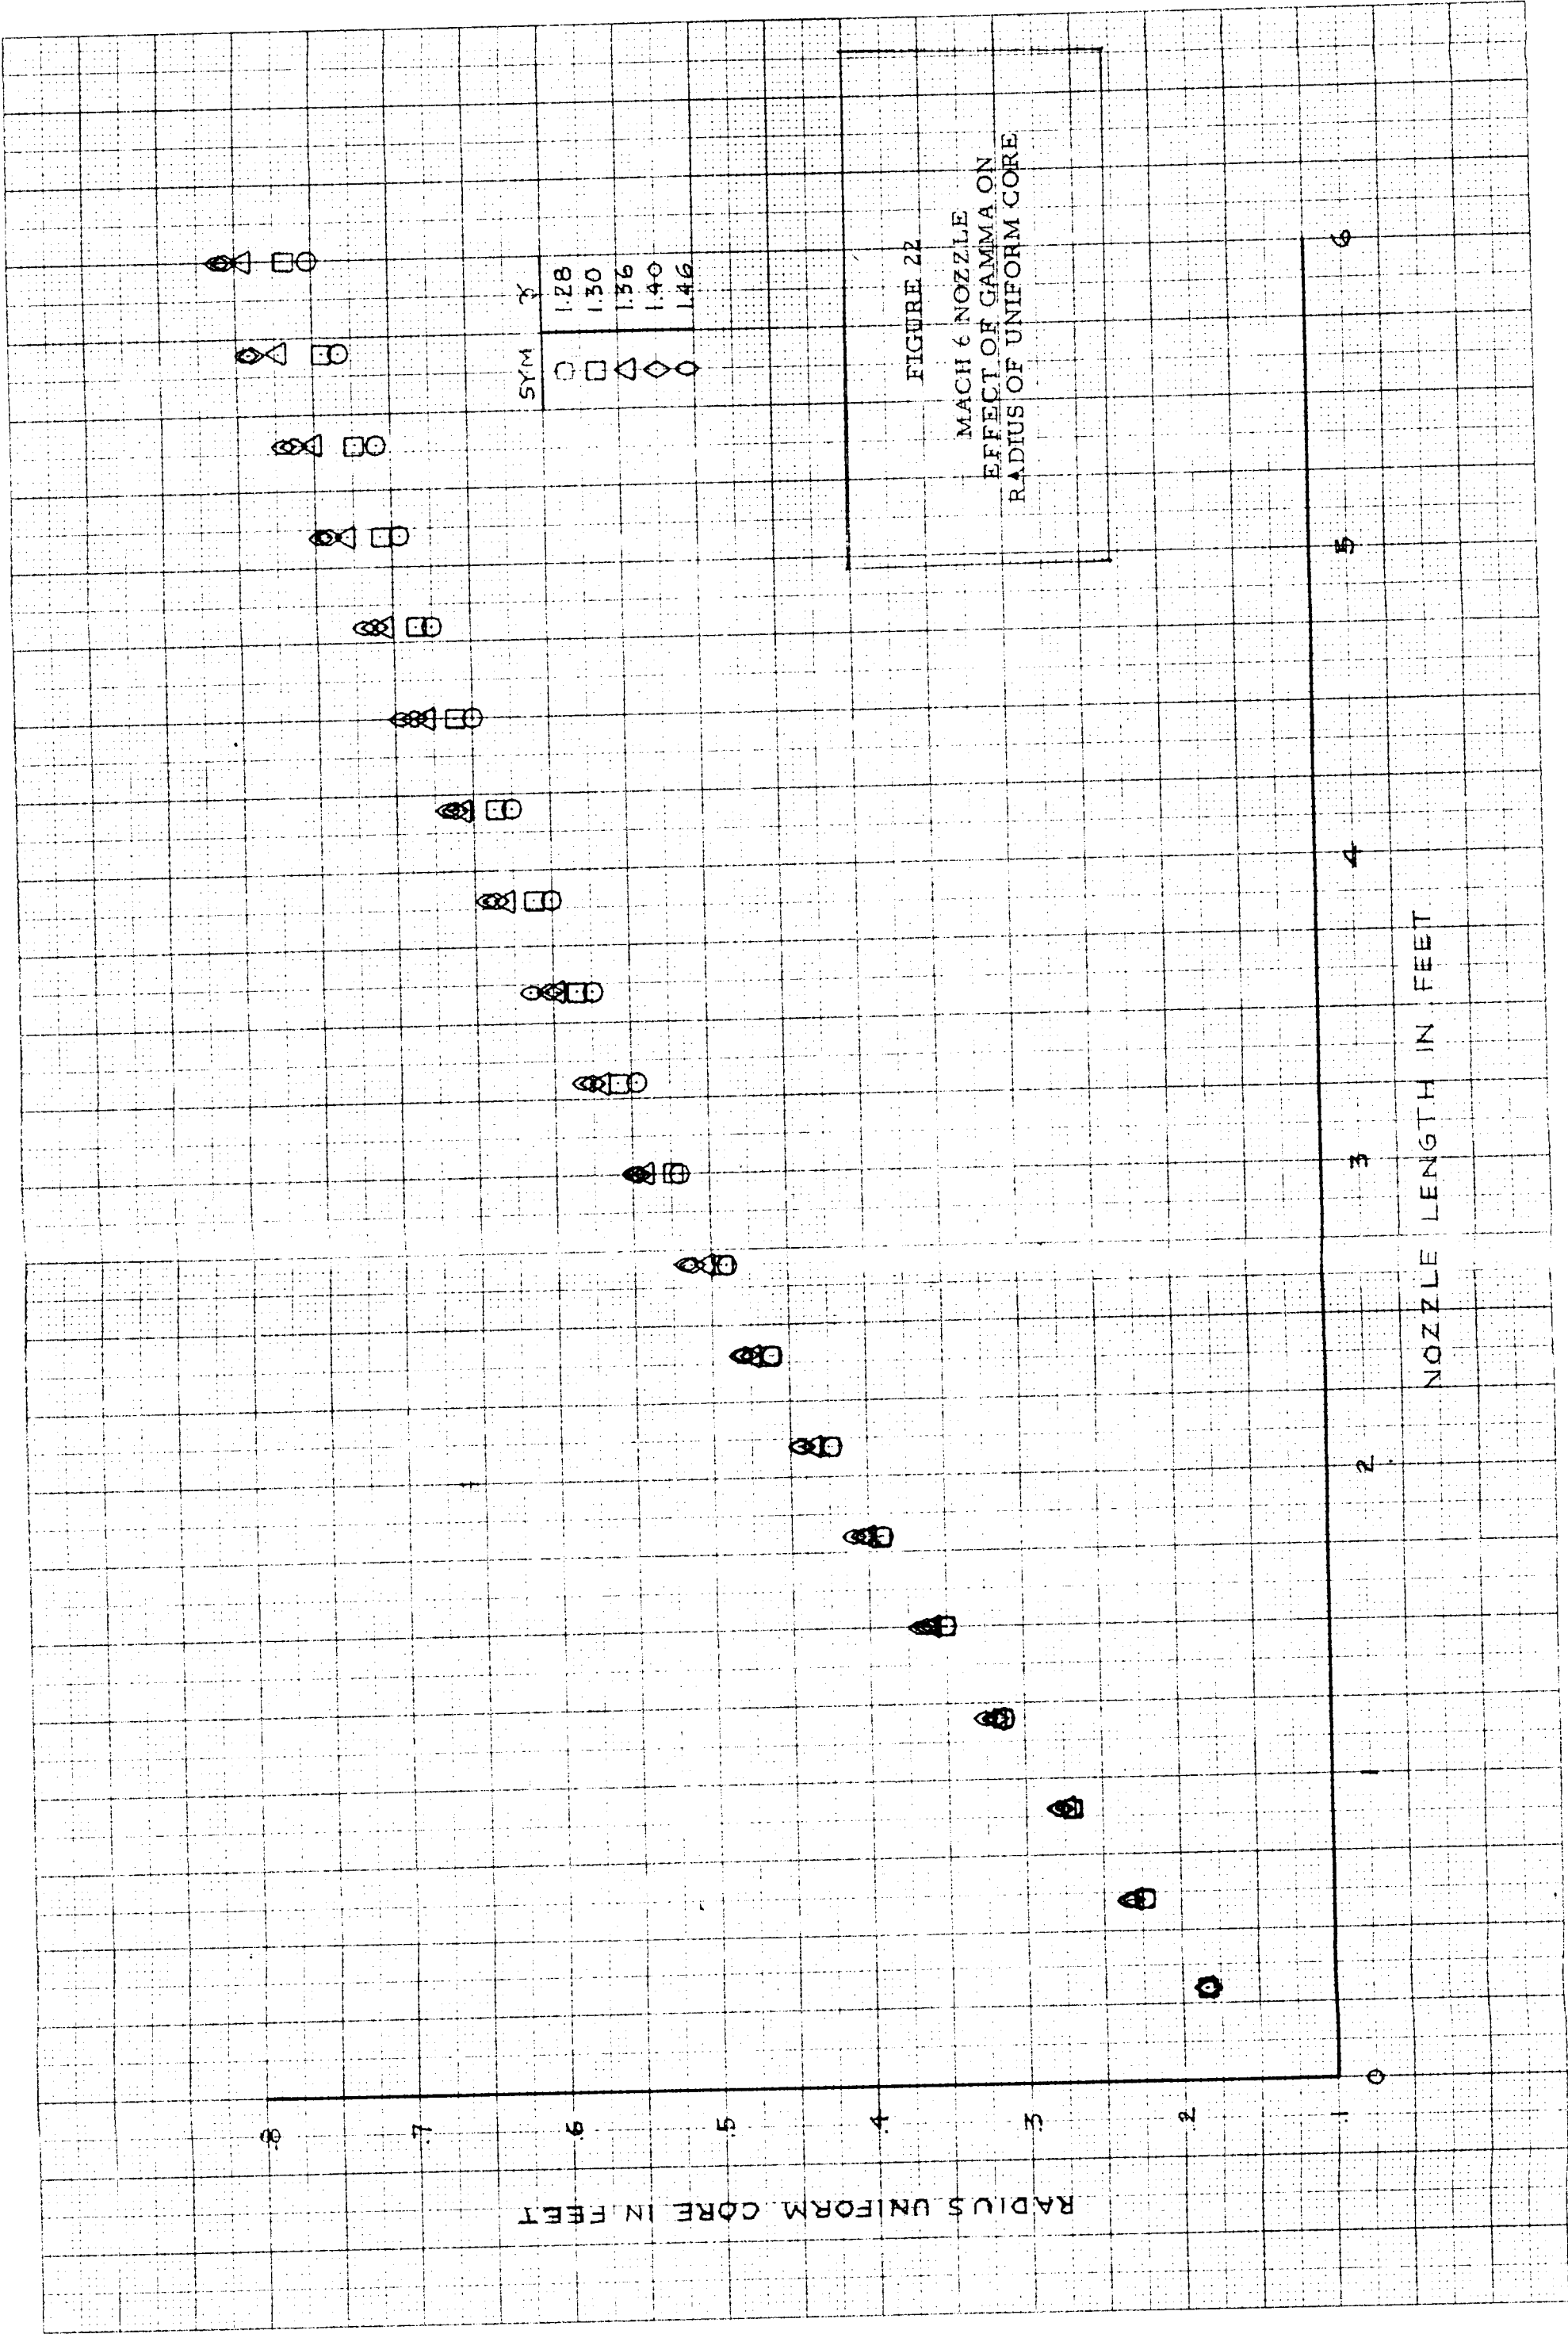 SYM γ
1.28
1.30
1.36
1.40
1.46
FIGURE 22
MACH 6 NOZZLE
EFFECT OF GAMMA ON
RADIUS OF UNIFORM CORE
RADIUS UNIFORM CORE IN FEET
.8
.7
.6
.5
.4
.3
.2
.1
0 1 2 3 4 5 6
NOZZLE LENGTH IN FEET